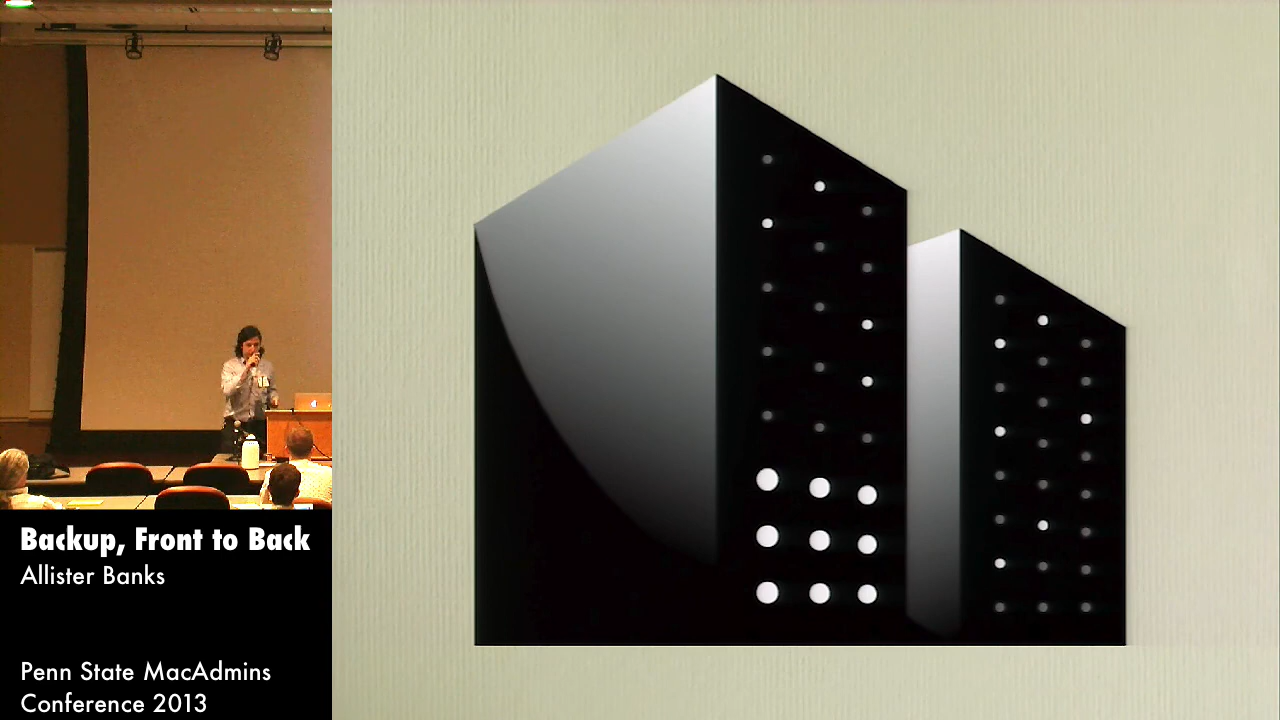 Backup, Front to Back
Allister Banks
Penn State MacAdmins
Conference 2013